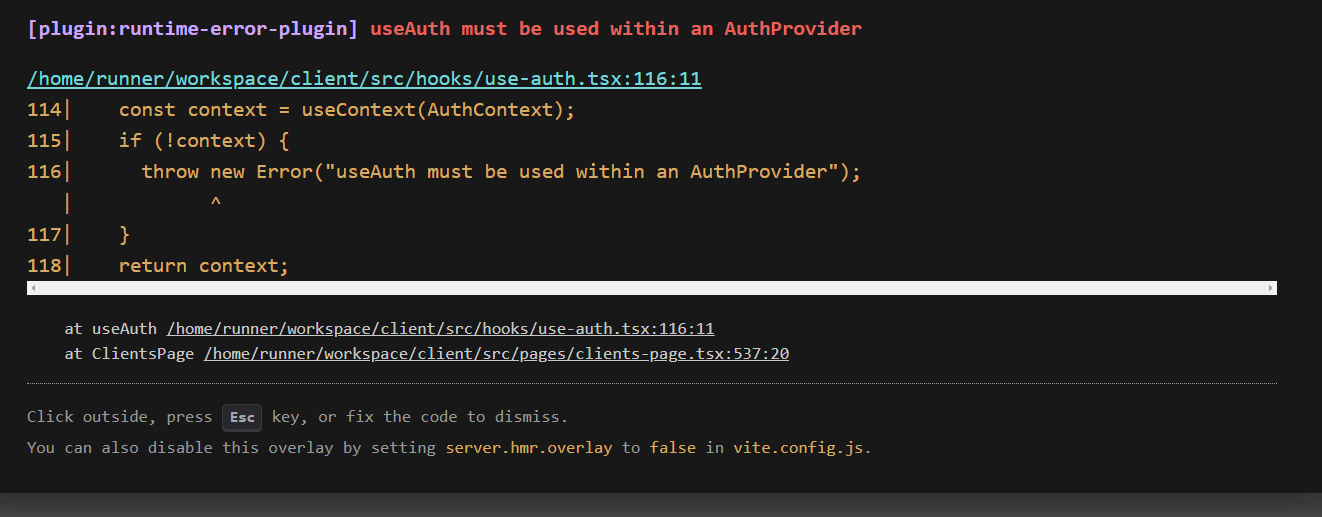 [plugin:runtime-error-plugin] useAuth must be used within an AuthProvider
/home/runner/workspace/client/src/hooks/use-auth.tsx:116:11
114|    const context = useContext(AuthContext);
115|    if (!context) {
116|      throw new Error("useAuth must be used within an AuthProvider");
   |            ^
117|    }
118|    return context;
at useAuth /home/runner/workspace/client/src/hooks/use-auth.tsx:116:11
at ClientsPage /home/runner/workspace/client/src/pages/clients-page.tsx:537:20
Click outside, press Esc key, or fix the code to dismiss.
You can also disable this overlay by setting server.hmr.overlay to false in vite.config.js.